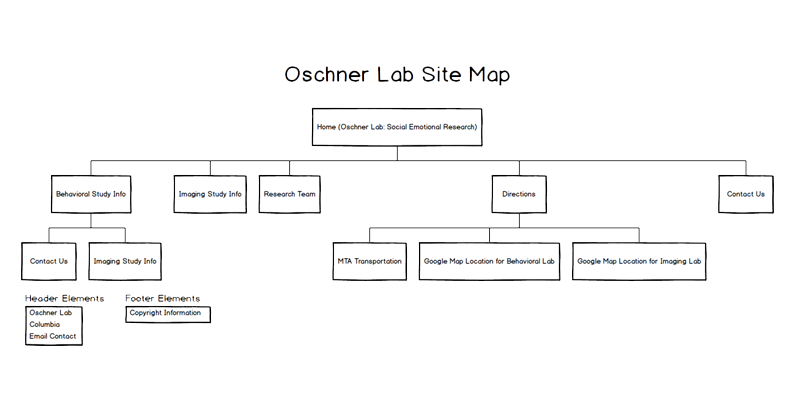 Oschner Lab Site Map
Home (Oschner Lab: Social Emotional Research)
Behavioral Study Info
Imaging Study Info
Research Team
Directions
Contact Us
Contact Us
Imaging Study Info
MTA Transportation
Google Map Location for Behavioral Lab
Google Map Location for Imaging Lab
Header Elements
Oschner Lab
Columbia
Email Contact
Footer Elements
Copyright Information